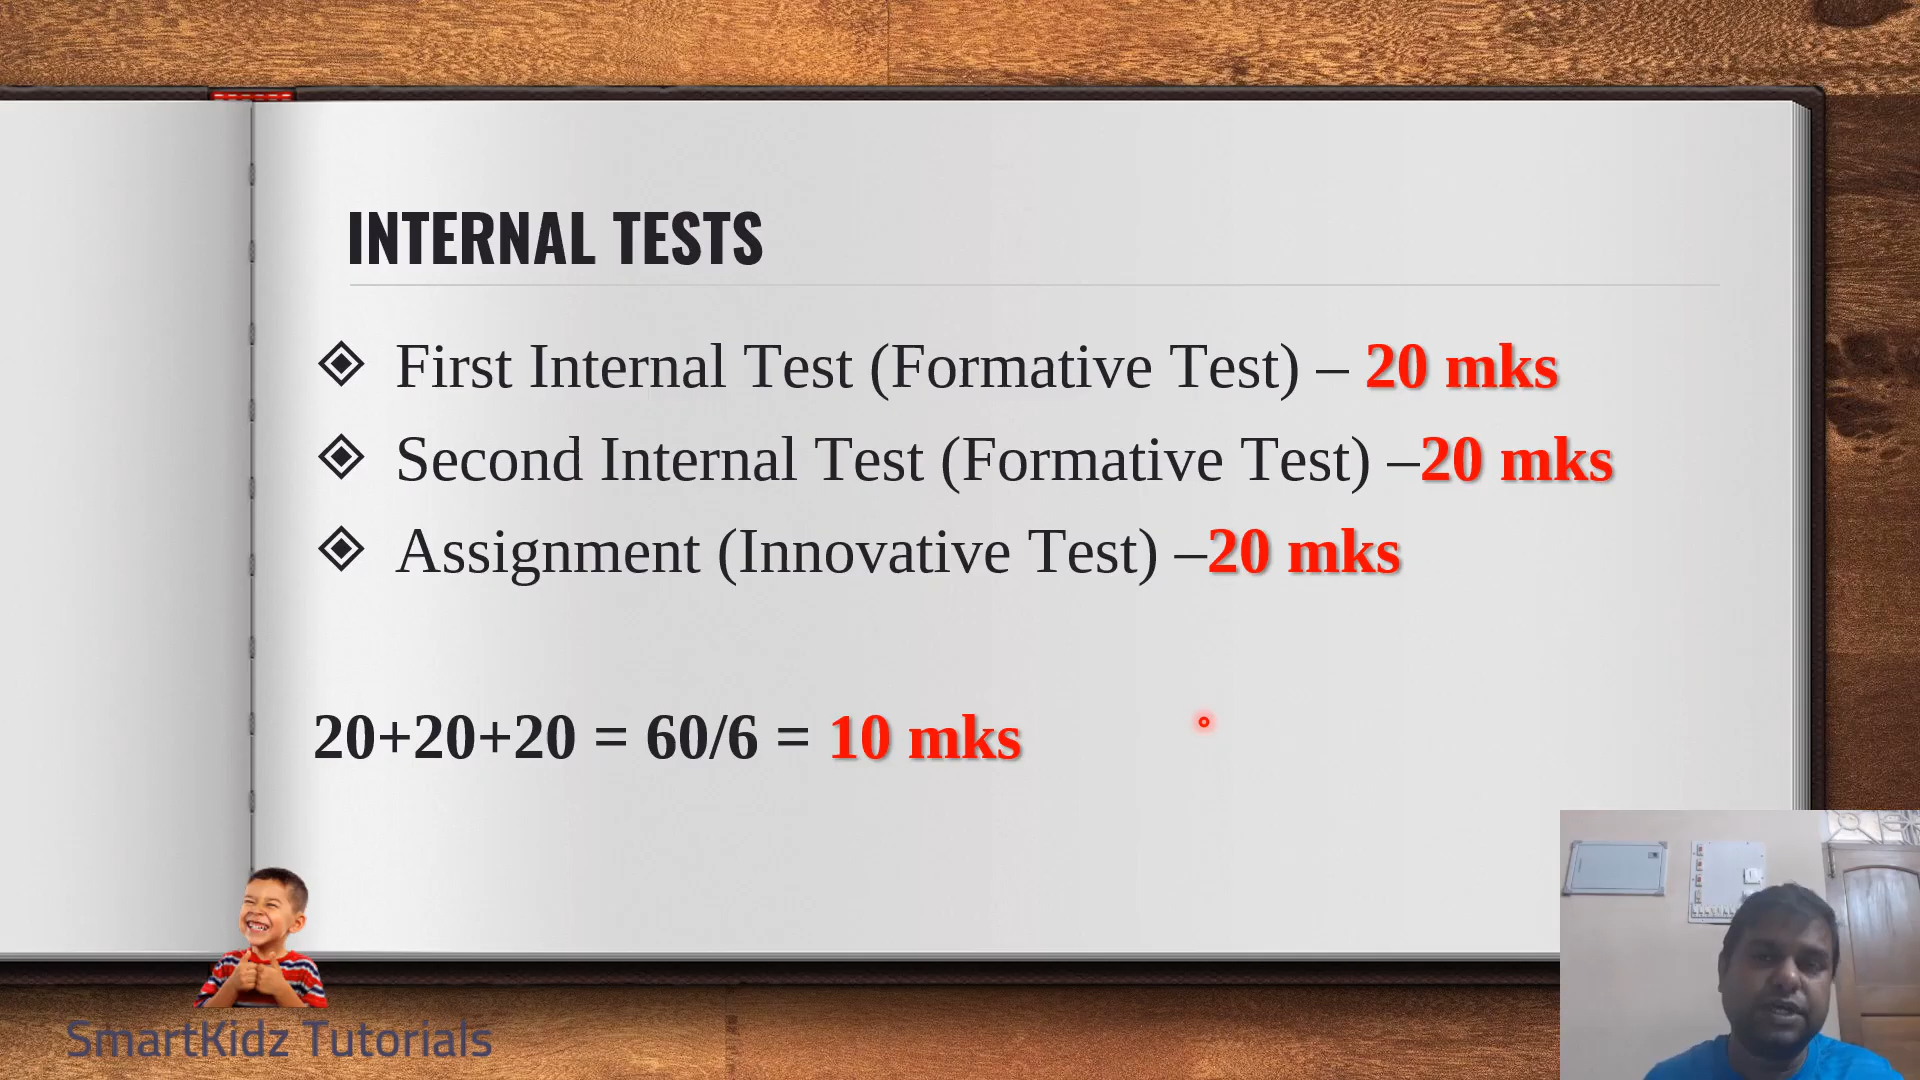 INTERNAL TESTS
First Internal Test (Formative Test) – 20 mks
Second Internal Test (Formative Test) –20 mks
Assignment (Innovative Test) –20 mks
20+20+20 = 60/6 = 10 mks
SmartKidz Tutorials